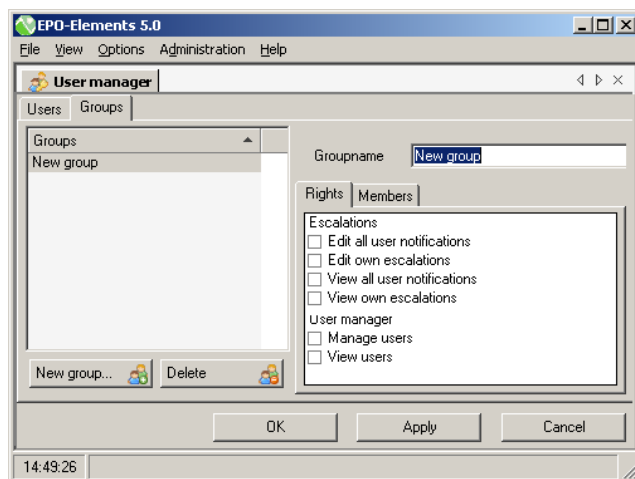 EPO-Elements 5.0
File View Options Administration Help
User manager
Users Groups
Groups
New group
Groupname New group
Rights Members
Escalations
Edit all user notifications
Edit own escalations
View all user notifications
View own escalations
User manager
Manage users
View users
New group... Delete
OK Apply Cancel
14:49:26